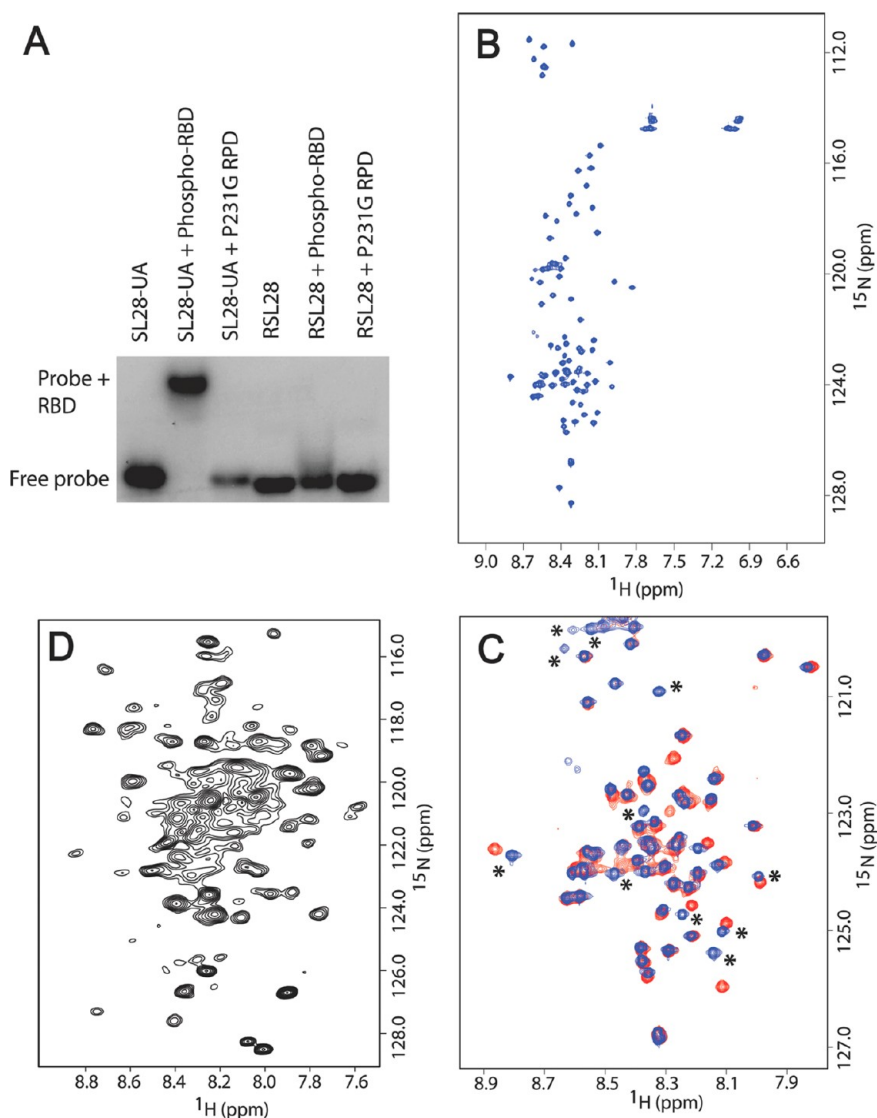 A
SL28-UA
SL28-UA + Phospho-RBD
SL28-UA + P231G RPD
RSL28
RSL28 + Phospho-RBD
RSL28 + P231G RPD
Probe +
RBD
Free probe
B
112.0
116.0
120.0
124.0
128.0
15N (ppm)
9.0 8.7 8.4 8.1 7.8 7.5 7.2 6.9 6.6
1H (ppm)
D
116.0
118.0
120.0
122.0
124.0
126.0
128.0
15N (ppm)
8.8 8.6 8.4 8.2 8.0 7.8 7.6
1H (ppm)
C
* * * * * * * * * * *
121.0
123.0
125.0
127.0
15N (ppm)
8.9 8.7 8.5 8.3 8.1 7.9
1H (ppm)